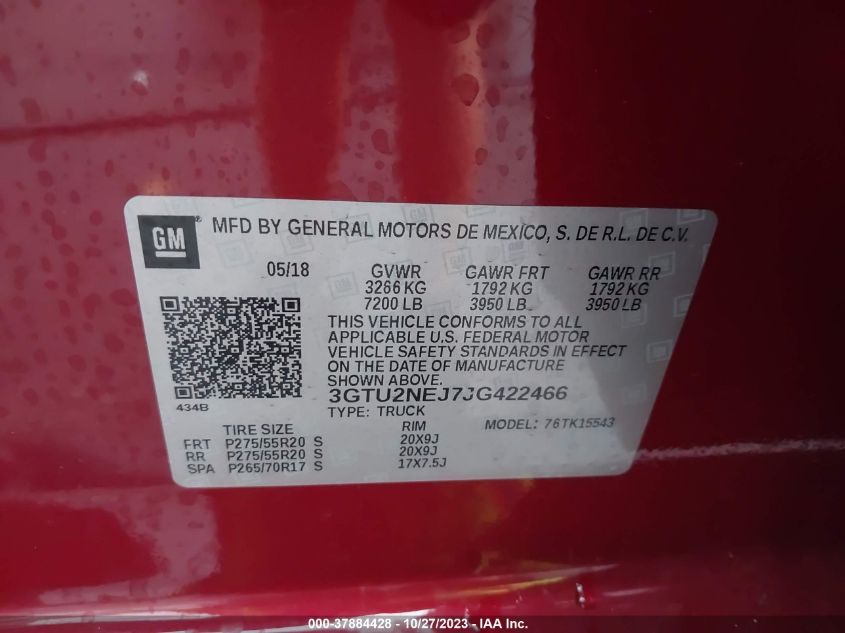 GM®
MFD BY GENERAL MOTORS DE MEXICO, S. DE R.L. DE C.V.
05/18 GVWR GAWR FRT GAWR RR
3266 KG 1792 KG 1792 KG
7200 LB 3950 LB 3950 LB
THIS VEHICLE CONFORMS TO ALL
APPLICABLE U.S. FEDERAL MOTOR
VEHICLE SAFETY STANDARDS IN EFFECT
ON THE DATE OF MANUFACTURE
SHOWN ABOVE.
3GTU2NEJ7JG422466
434B
TYPE: TRUCK MODEL: 76TK15543
RIM
FRT P275/55R20 S 20X9J
RR P275/55R20 S 20X9J
SPA P265/70R17 S 17X7.5J
000-37884428 - 10/27/2023 - IAA Inc.